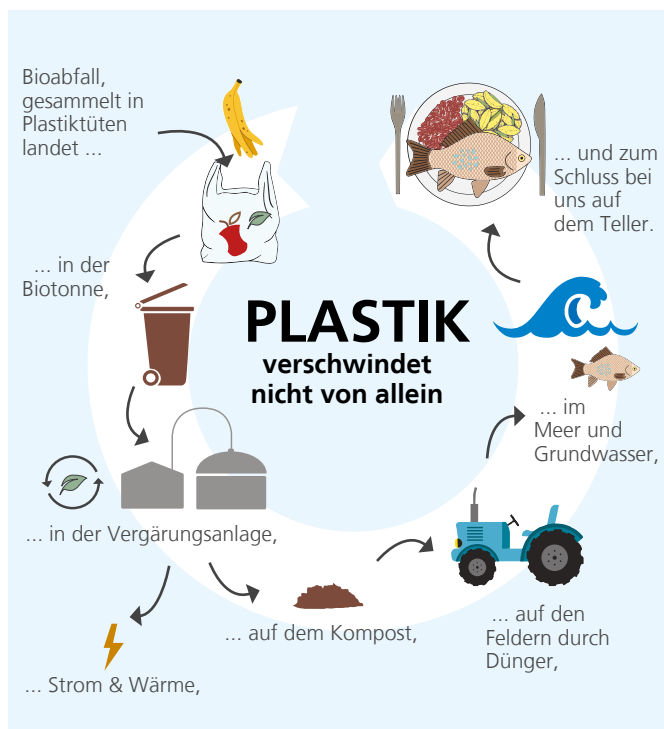 Bioabfall,
gesammelt in
Plastiktüten
landet ...
... in der
Biotonne,
... in der Vergärungsanlage,
... Strom & Wärme,
... auf dem Kompost,
... auf den
Feldern durch
Dünger,
... im
Meer und
Grundwasser,
... und zum
Schluss bei
uns auf
dem Teller.
PLASTIK
verschwindet
nicht von allein